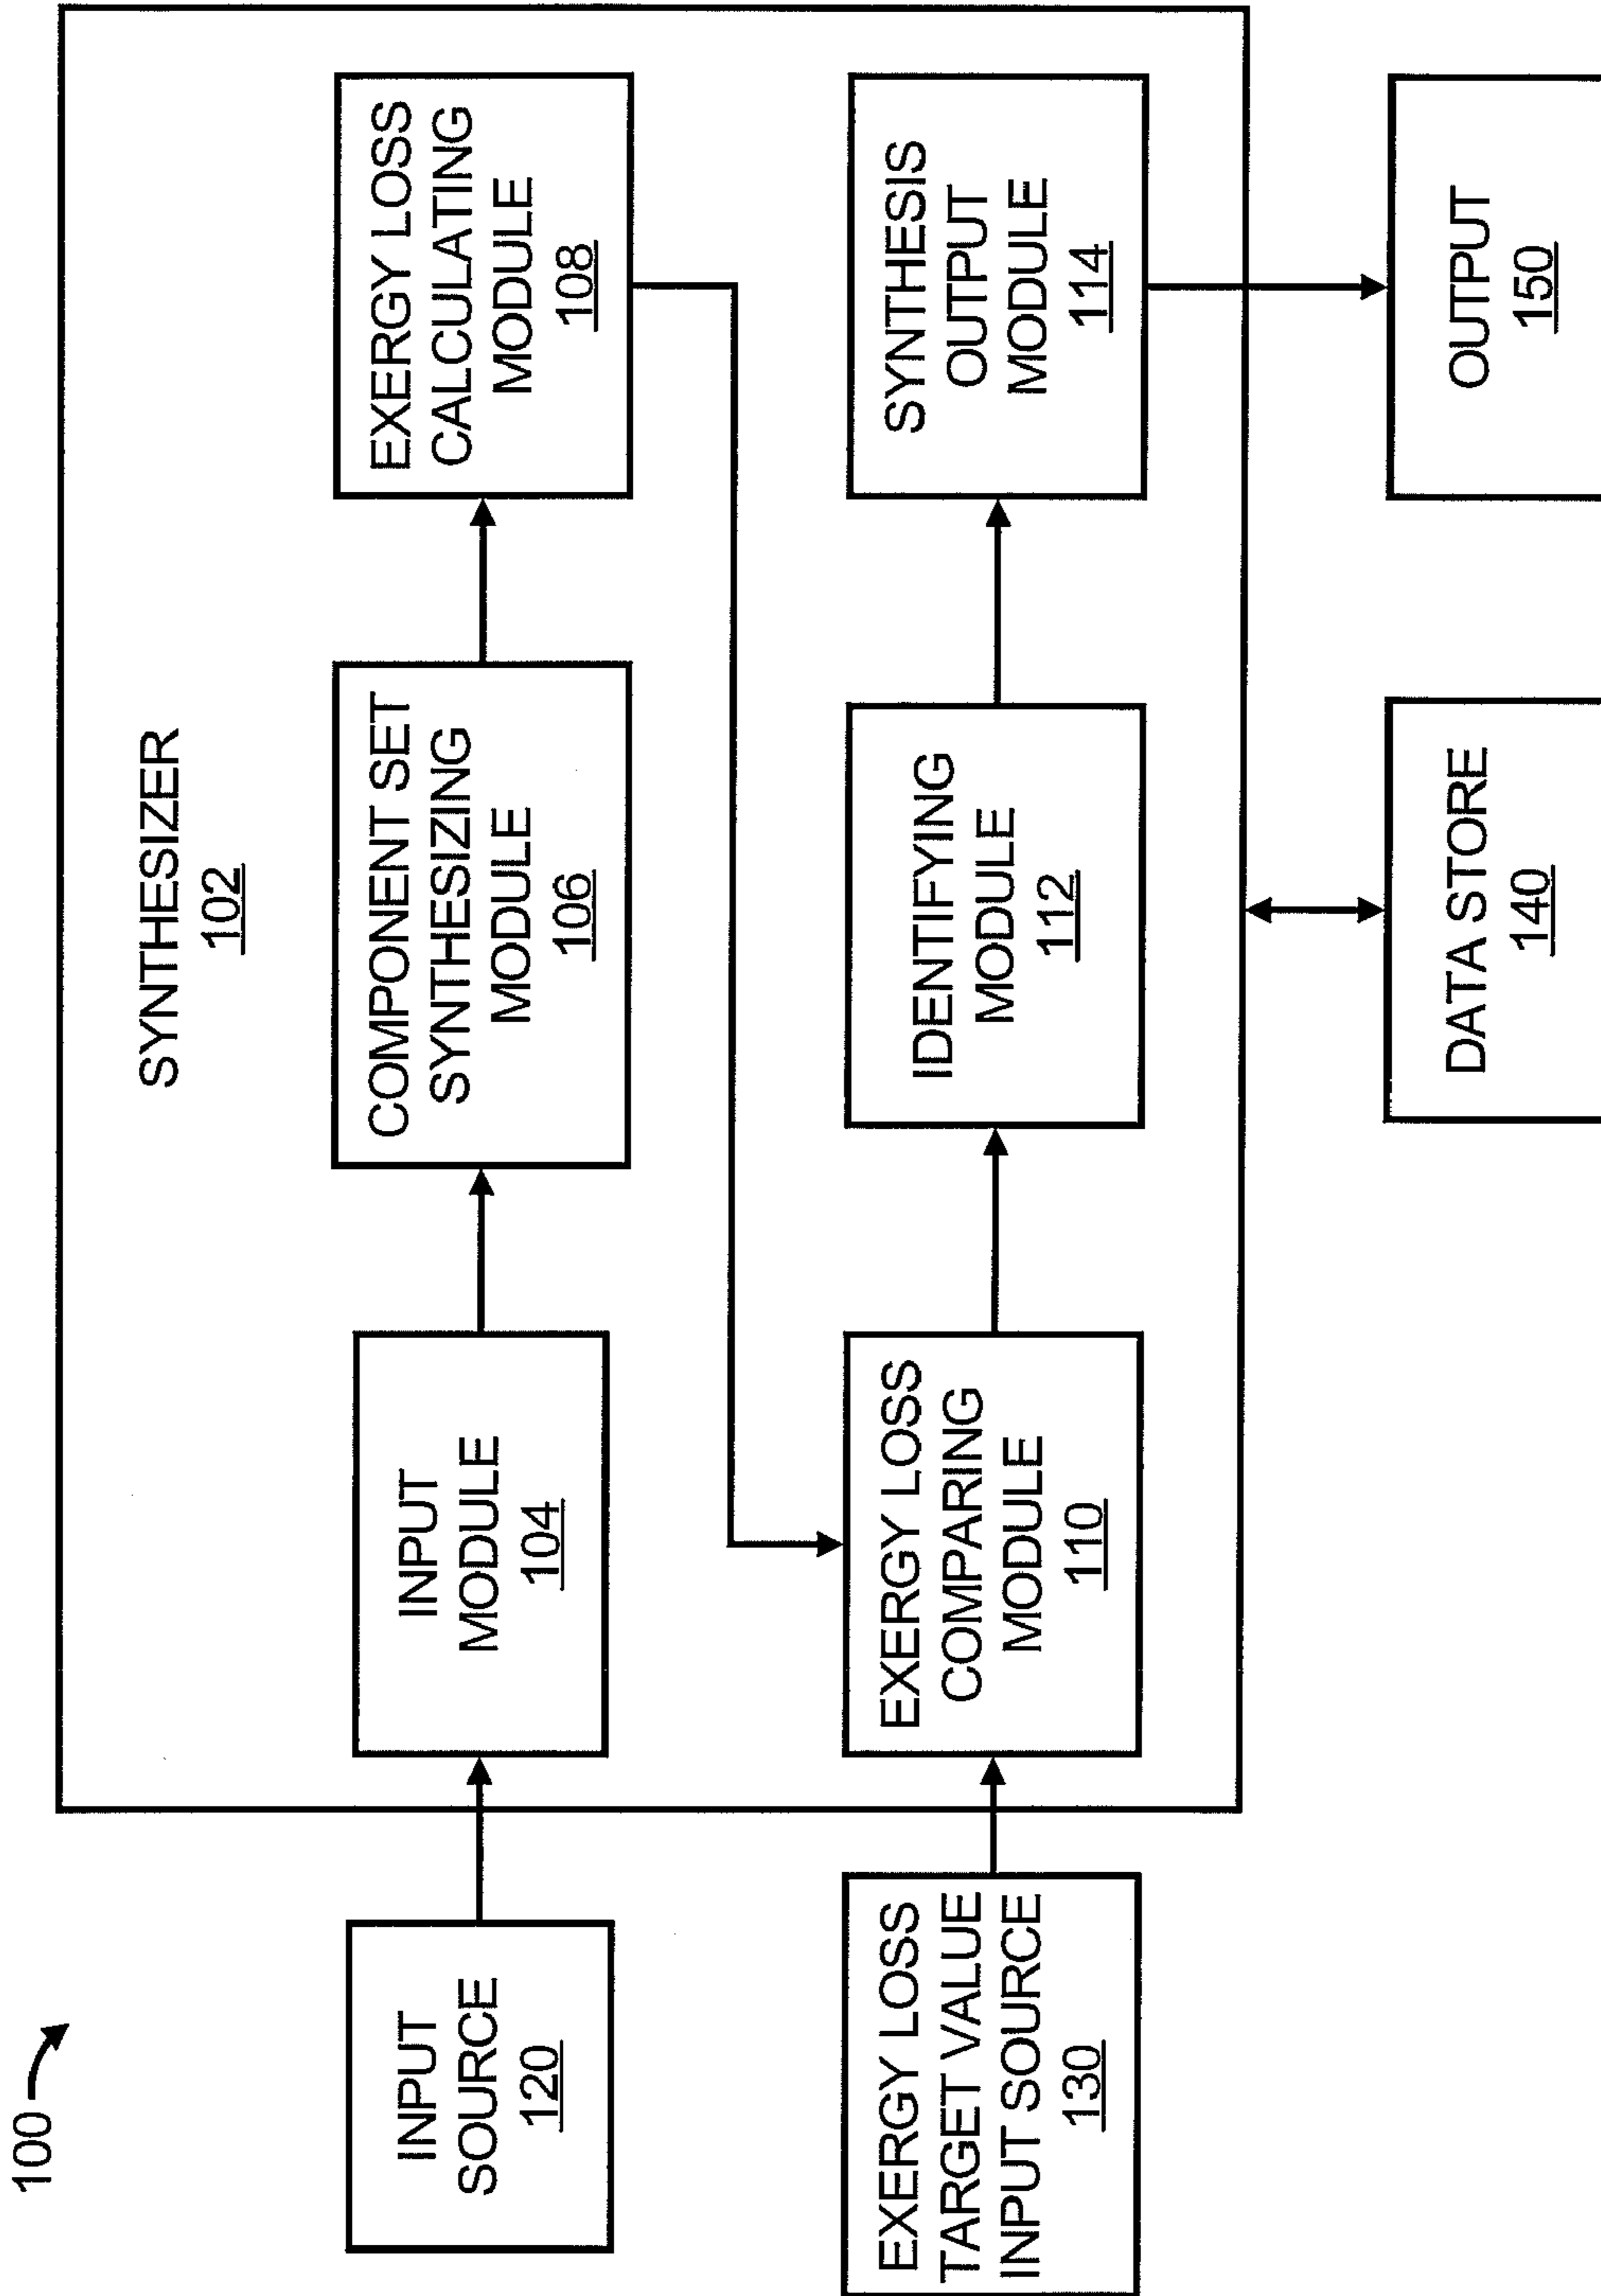 100
SYNTHESIZER
102
INPUT
SOURCE
120
INPUT
MODULE
104
COMPONENT SET
SYNTHESIZING
MODULE
106
EXERGY LOSS
CALCULATING
MODULE
108
EXERGY LOSS
TARGET VALUE
INPUT SOURCE
130
EXERGY LOSS
COMPARING
MODULE
110
IDENTIFYING
MODULE
112
SYNTHESIS
OUTPUT
MODULE
114
DATA STORE
140
OUTPUT
150